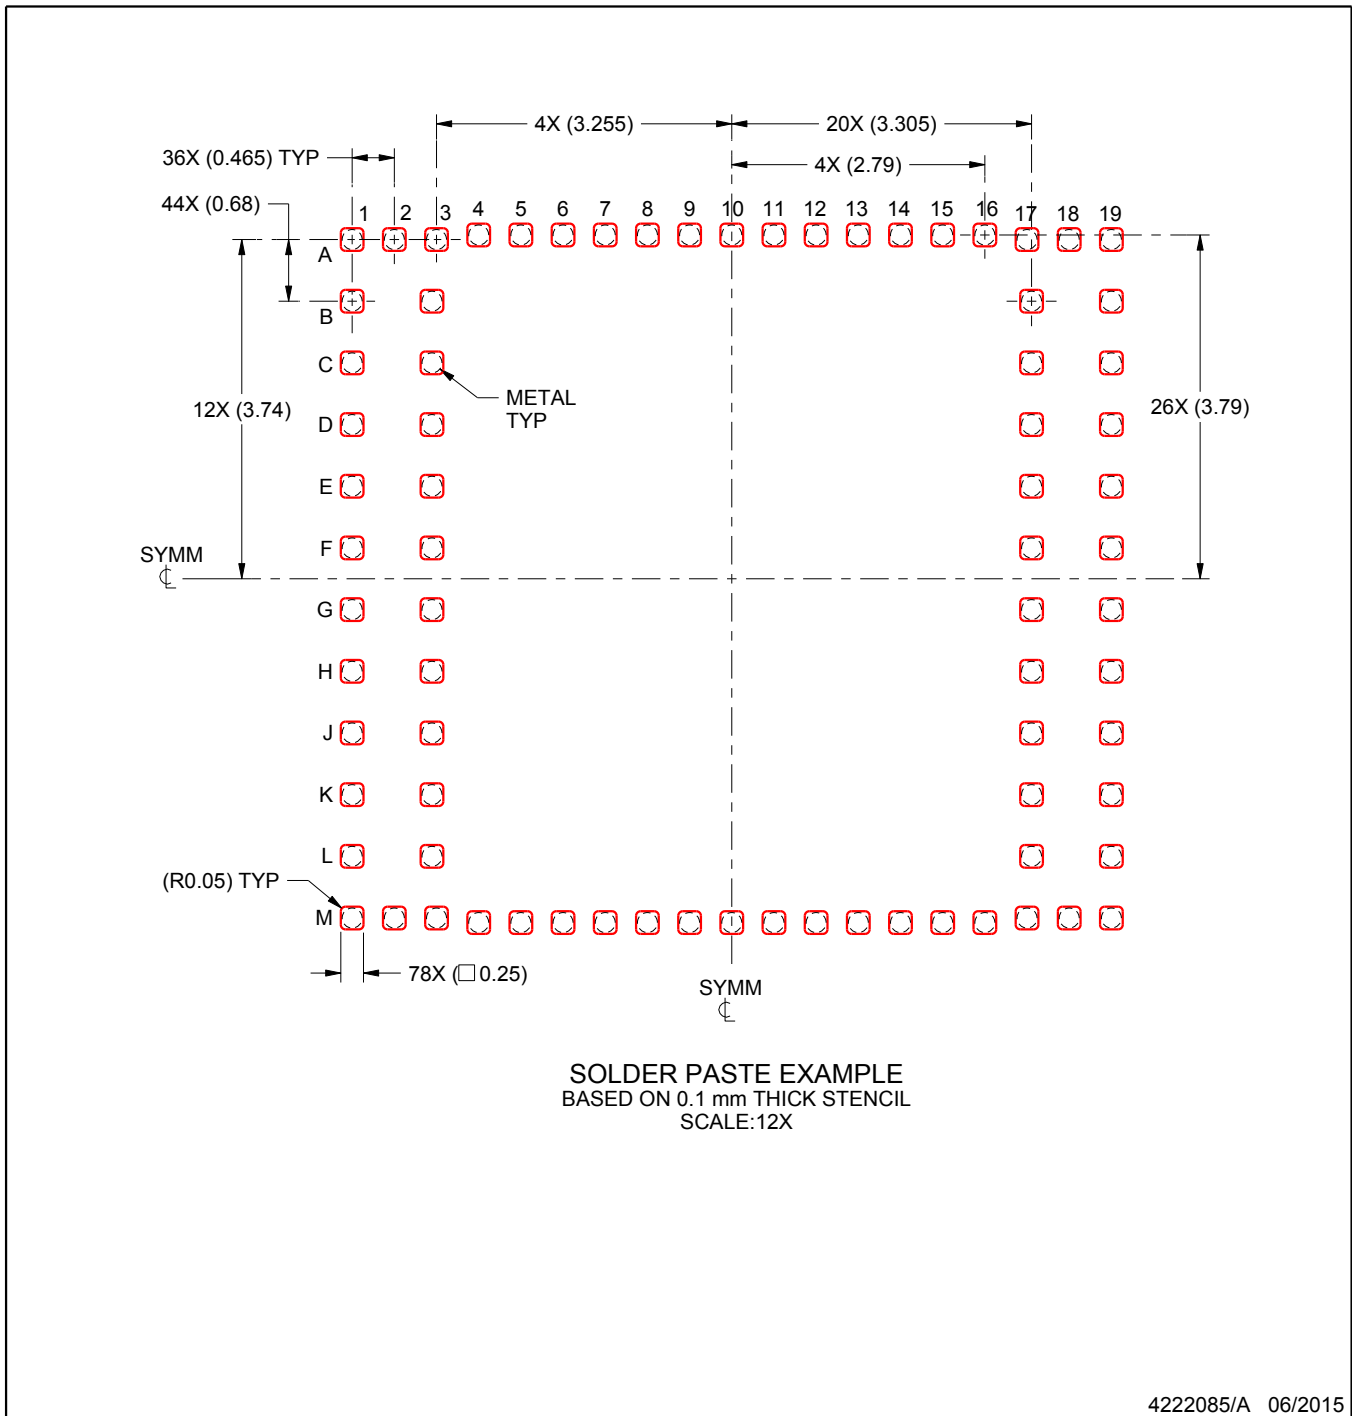 4X (3.255)
20X (3.305)
36X (0.465) TYP
4X (2.79)
44X (0.68)
1 2 3 4 5 6 7 8 9 10 11 12 13 14 15 16 17 18 19
A
B
C
METAL
TYP
12X (3.74)
26X (3.79)
D
E
F
SYMM
G
H
J
K
L
(R0.05) TYP
M
78X (□ 0.25)
SYMM
SOLDER PASTE EXAMPLE
BASED ON 0.1 mm THICK STENCIL
SCALE:12X
4222085/A 06/2015